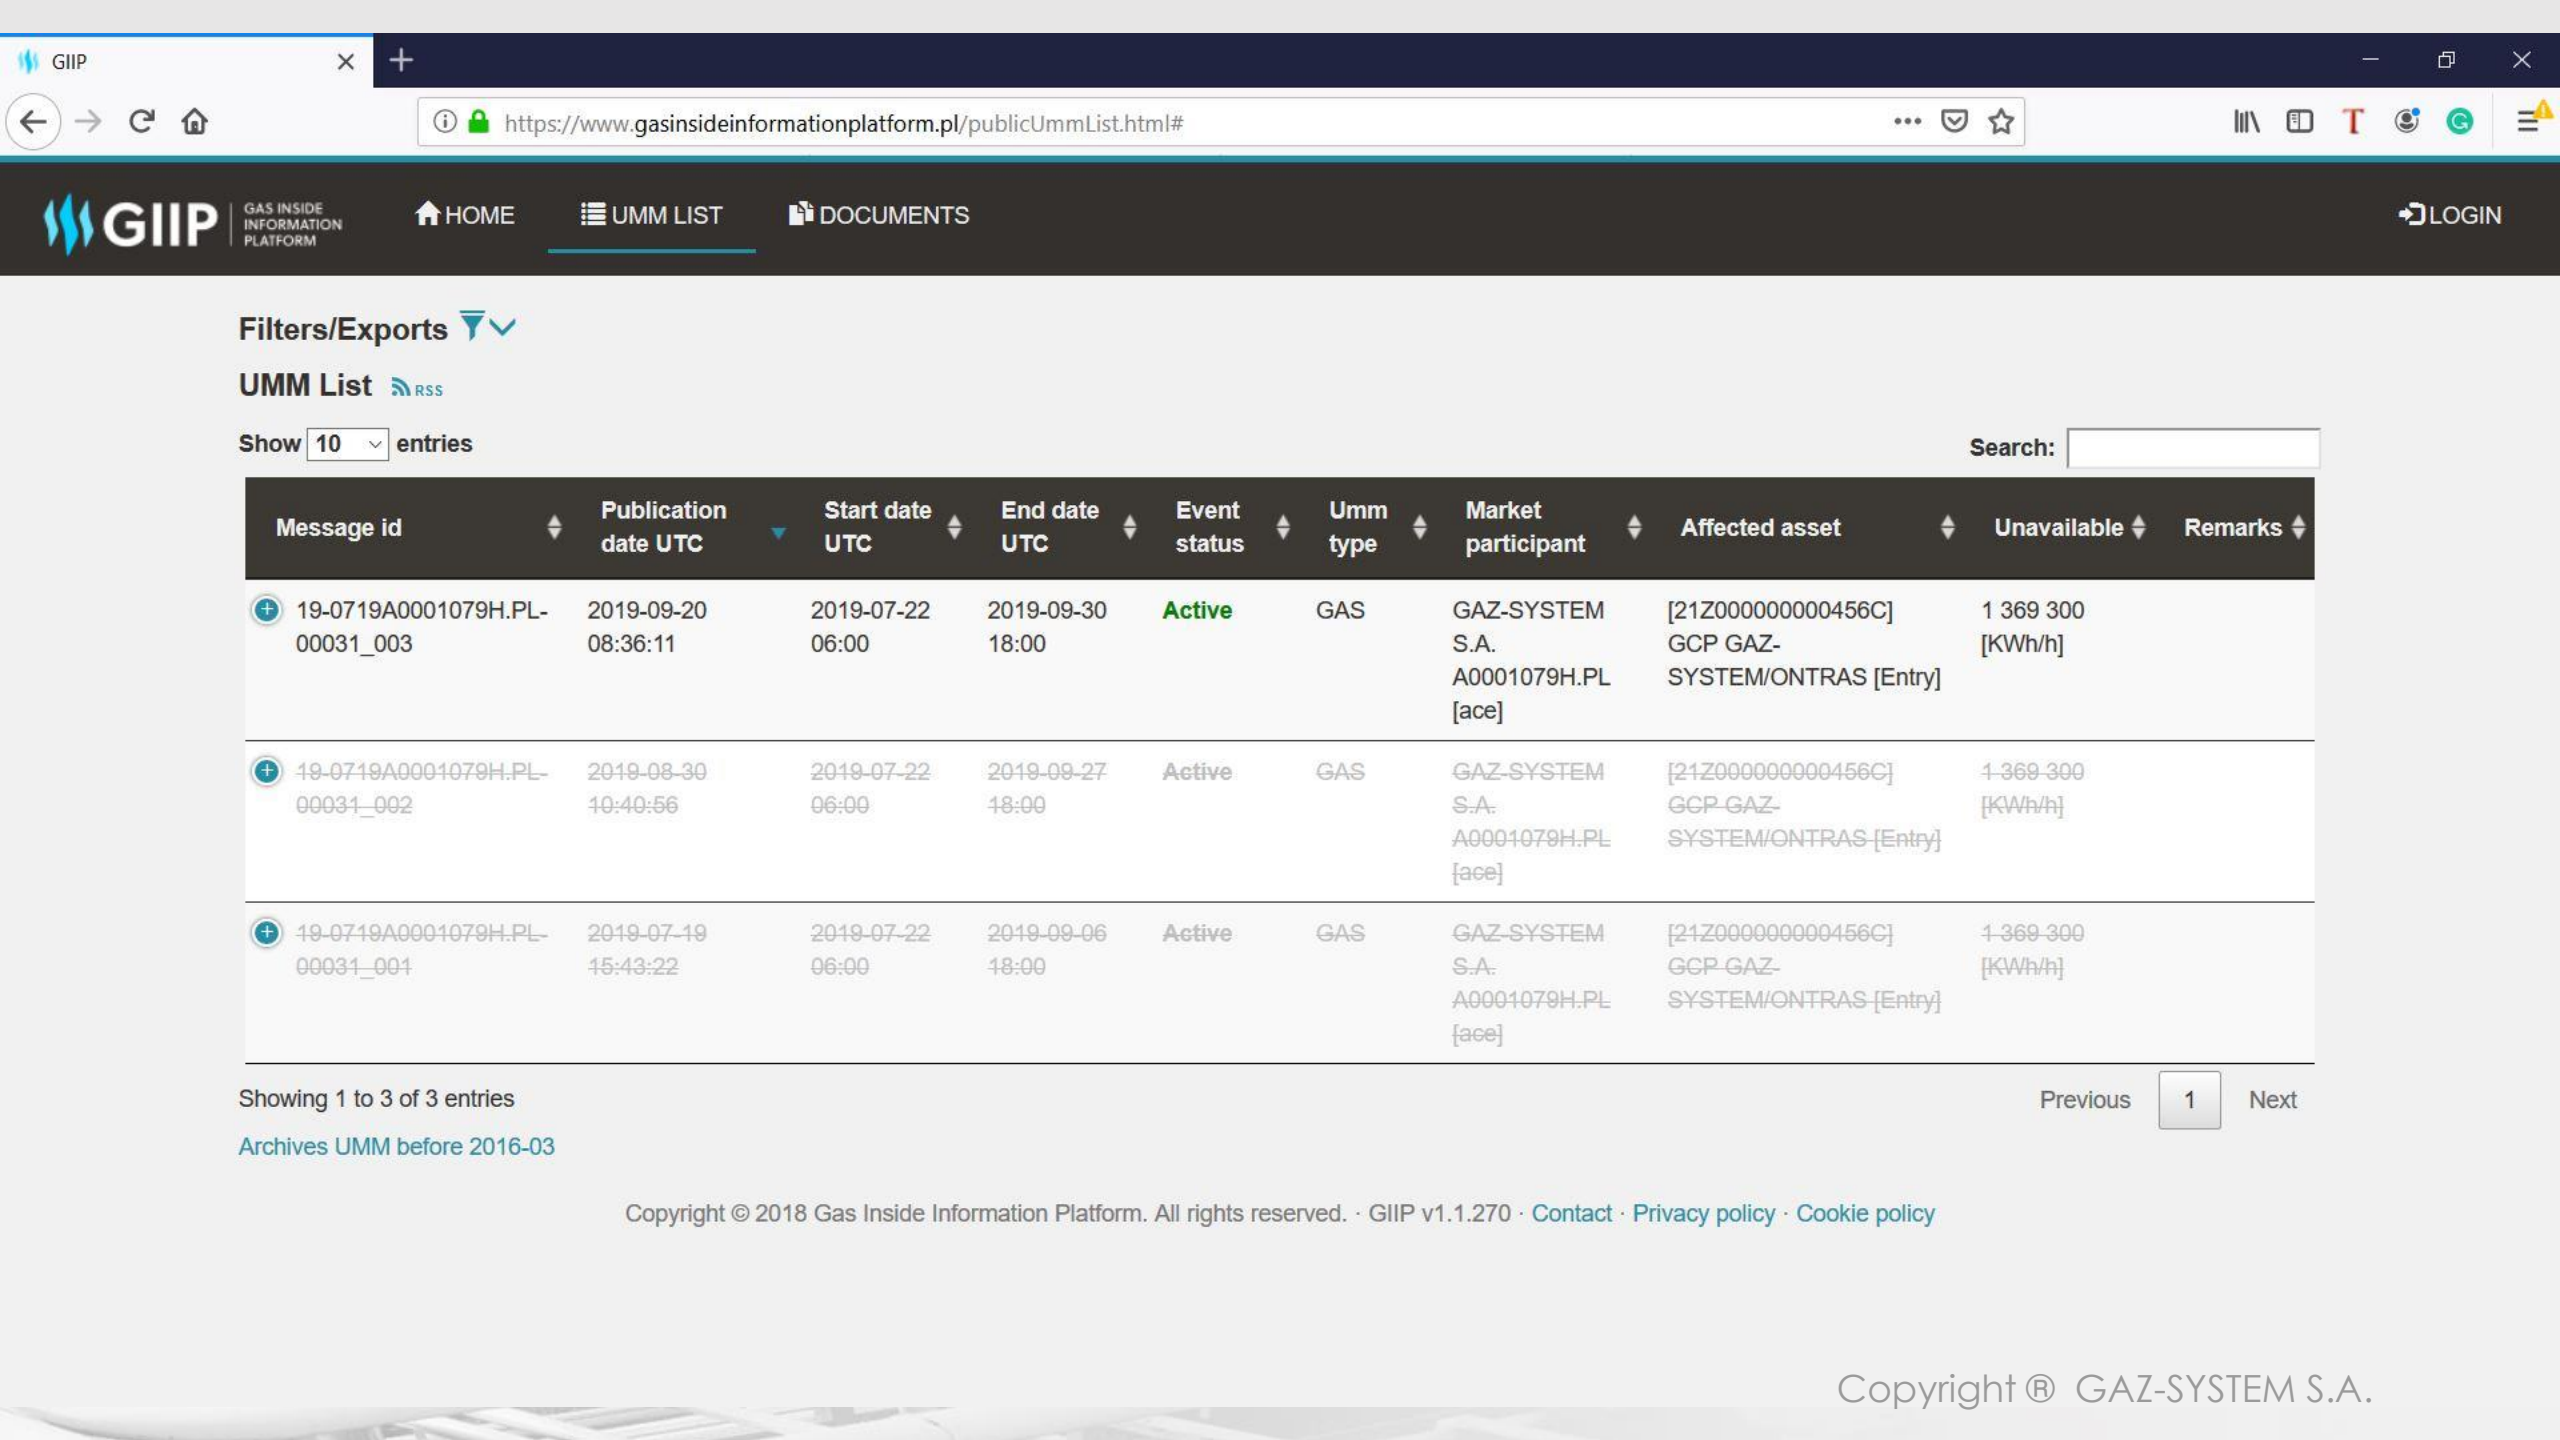 GIIP
https://www.gasinsideinformationplatform.pl/publicUmmList.html#
GIIP GAS INSIDE
INFORMATION
PLATFORM
HOME UMM LIST DOCUMENTS LOGIN
Filters/Exports
UMM List RSS
Show 10 entries Search:
Message id Publication date UTC Start date UTC End date UTC Event status Umm type Market participant Affected asset Unavailable Remarks
19-0719A0001079H.PL- 2019-09-20 2019-07-22 2019-09-30 Active GAS GAZ-SYSTEM [21Z000000000456C] 1 369 300
00031_003 08:36:11 06:00 18:00 S.A. GCP GAZ- [KWh/h]
A0001079H.PL SYSTEM/ONTRAS [Entry]
[ace]
19-0719A0001079H.PL- 2019-08-30 2019-07-22 2019-09-27 Active GAS GAZ-SYSTEM [21Z000000000456C] 1 369 300
00031_002 10:40:56 06:00 18:00 S.A. GCP GAZ- [KWh/h]
A0001079H.PL SYSTEM/ONTRAS [Entry]
[ace]
19-0719A0001079H.PL- 2019-07-19 2019-07-22 2019-09-06 Active GAS GAZ-SYSTEM [21Z000000000456C] 1 369 300
00031_001 15:43:22 06:00 18:00 S.A. GCP GAZ- [KWh/h]
A0001079H.PL SYSTEM/ONTRAS [Entry]
[ace]
Showing 1 to 3 of 3 entries Previous 1 Next
Archives UMM before 2016-03
Copyright © 2018 Gas Inside Information Platform. All rights reserved. · GIIP v1.1.270 · Contact · Privacy policy · Cookie policy
Copyright ® GAZ-SYSTEM S.A.